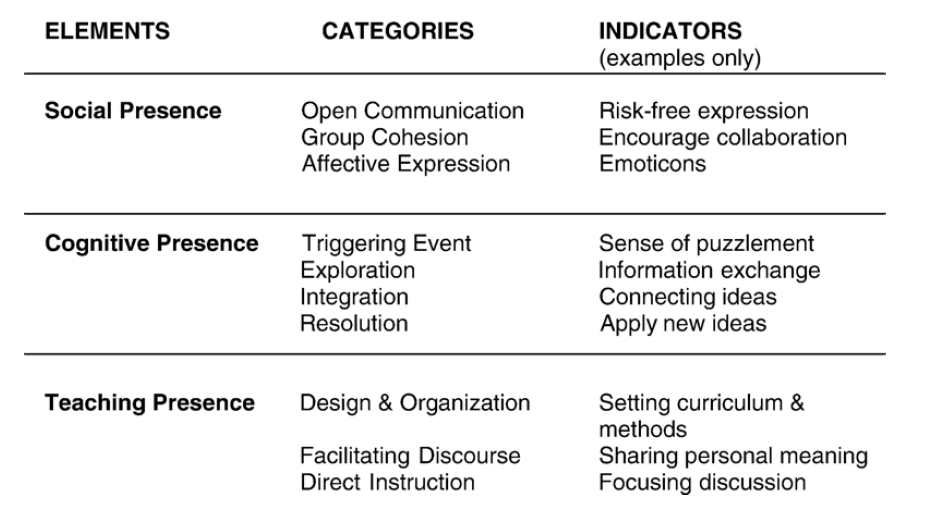 ELEMENTS CATEGORIES INDICATORS
(examples only)
Social Presence Open Communication Risk-free expression
Group Cohesion Encourage collaboration
Affective Expression Emoticons
Cognitive Presence Triggering Event Sense of puzzlement
Exploration Information exchange
Integration Connecting ideas
Resolution Apply new ideas
Teaching Presence Design & Organization Setting curriculum &
methods
Facilitating Discourse Sharing personal meaning
Direct Instruction Focusing discussion